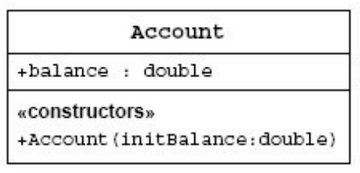 Account
+balance : double
«constructors»
+Account(initBalance:double)